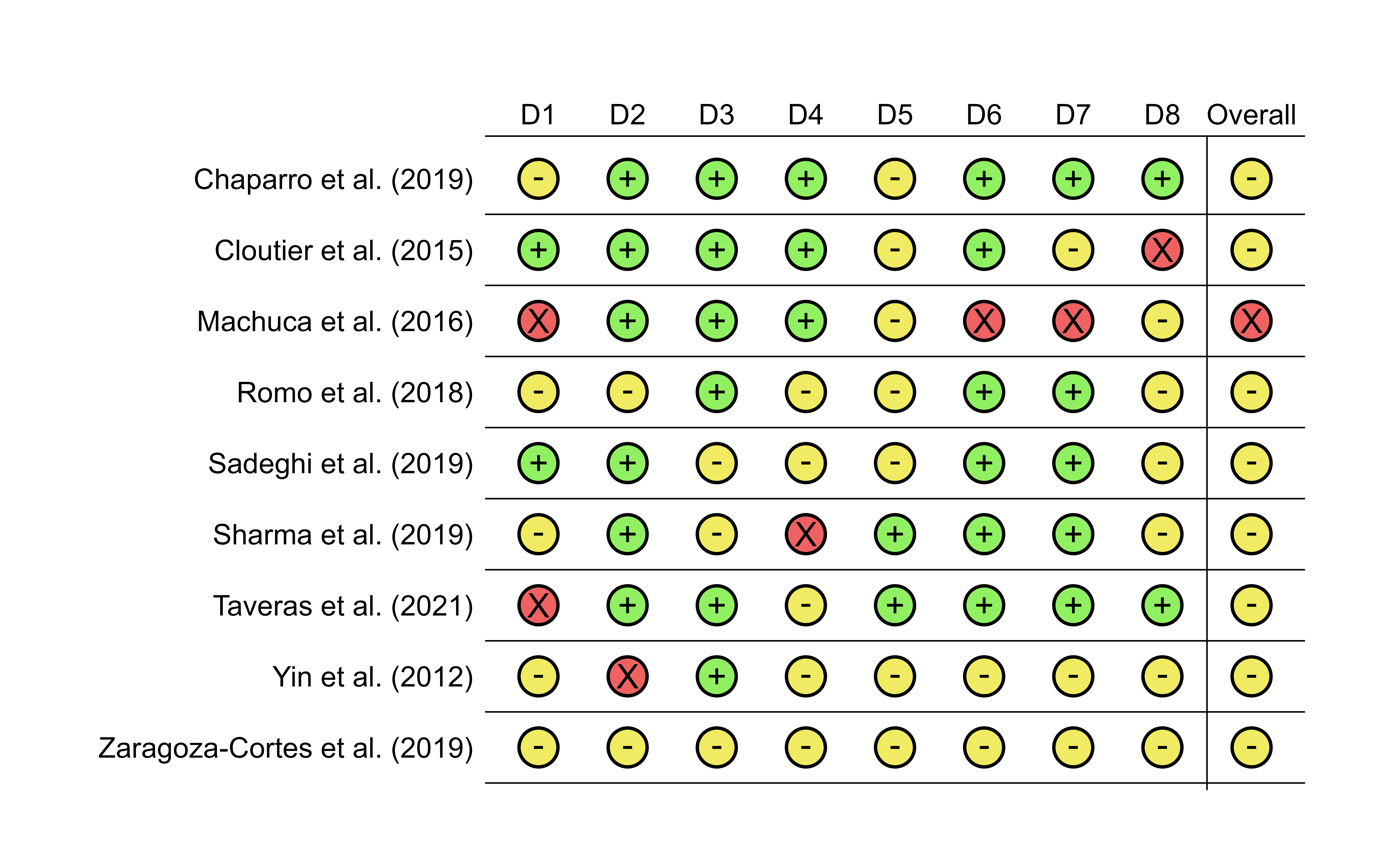 D1 D2 D3 D4 D5 D6 D7 D8 Overall
Chaparro et al. (2019) - + + + - + + + -
Cloutier et al. (2015) + + + + - + - X -
Machuca et al. (2016) X + + + - X X - X
Romo et al. (2018) - - + - - + + - -
Sadeghi et al. (2019) + + - - - + + - -
Sharma et al. (2019) - + - X + + + - -
Taveras et al. (2021) X + + - + + + + -
Yin et al. (2012) - X + - - - - - -
Zaragoza-Cortes et al. (2019) - - - - - - - - -